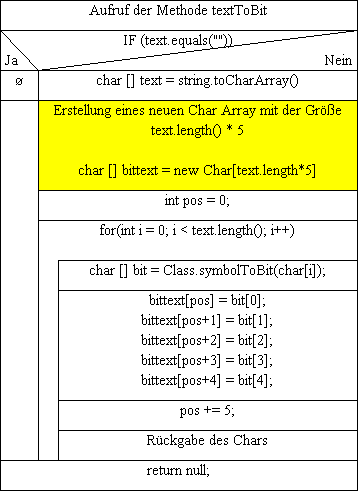 Aufruf der Methode textToBit
IF (text.equals(""))
Ja
Nein
ø
char [] text = string.toCharArray()
Erstellung eines neuen Char Array mit der Größe
text.length() * 5
char [] bittext = new Char[text.length*5]
int pos = 0;
for(int i = 0; i < text.length(); i++)
char [] bit = Class.symbolToBit(char[i]);
bittext[pos] = bit[0];
bittext[pos+1] = bit[1];
bittext[pos+2] = bit[2];
bittext[pos+3] = bit[3];
bittext[pos+4] = bit[4];
pos += 5;
Rückgabe des Chars
return null;